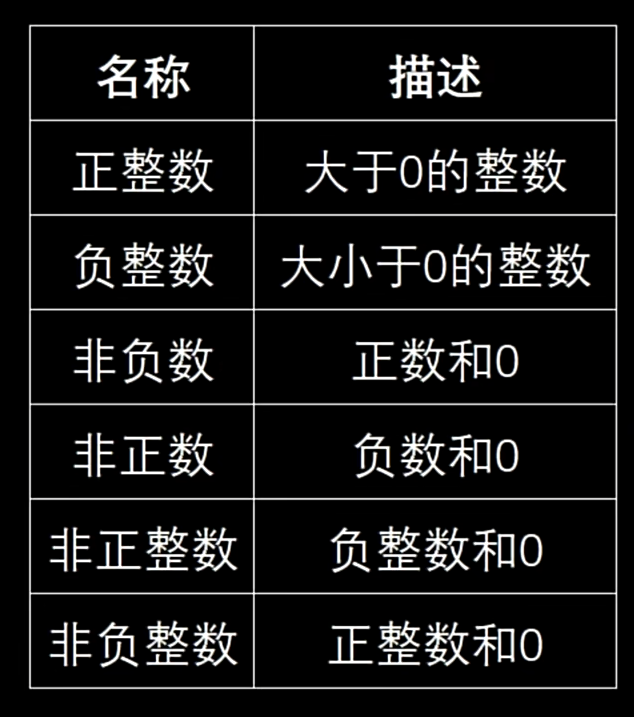 名称 描述
正整数 大于0的整数
负整数 大小于0的整数
非负数 正数和0
非正数 负数和0
非正整数 负整数和0
非负整数 正整数和0